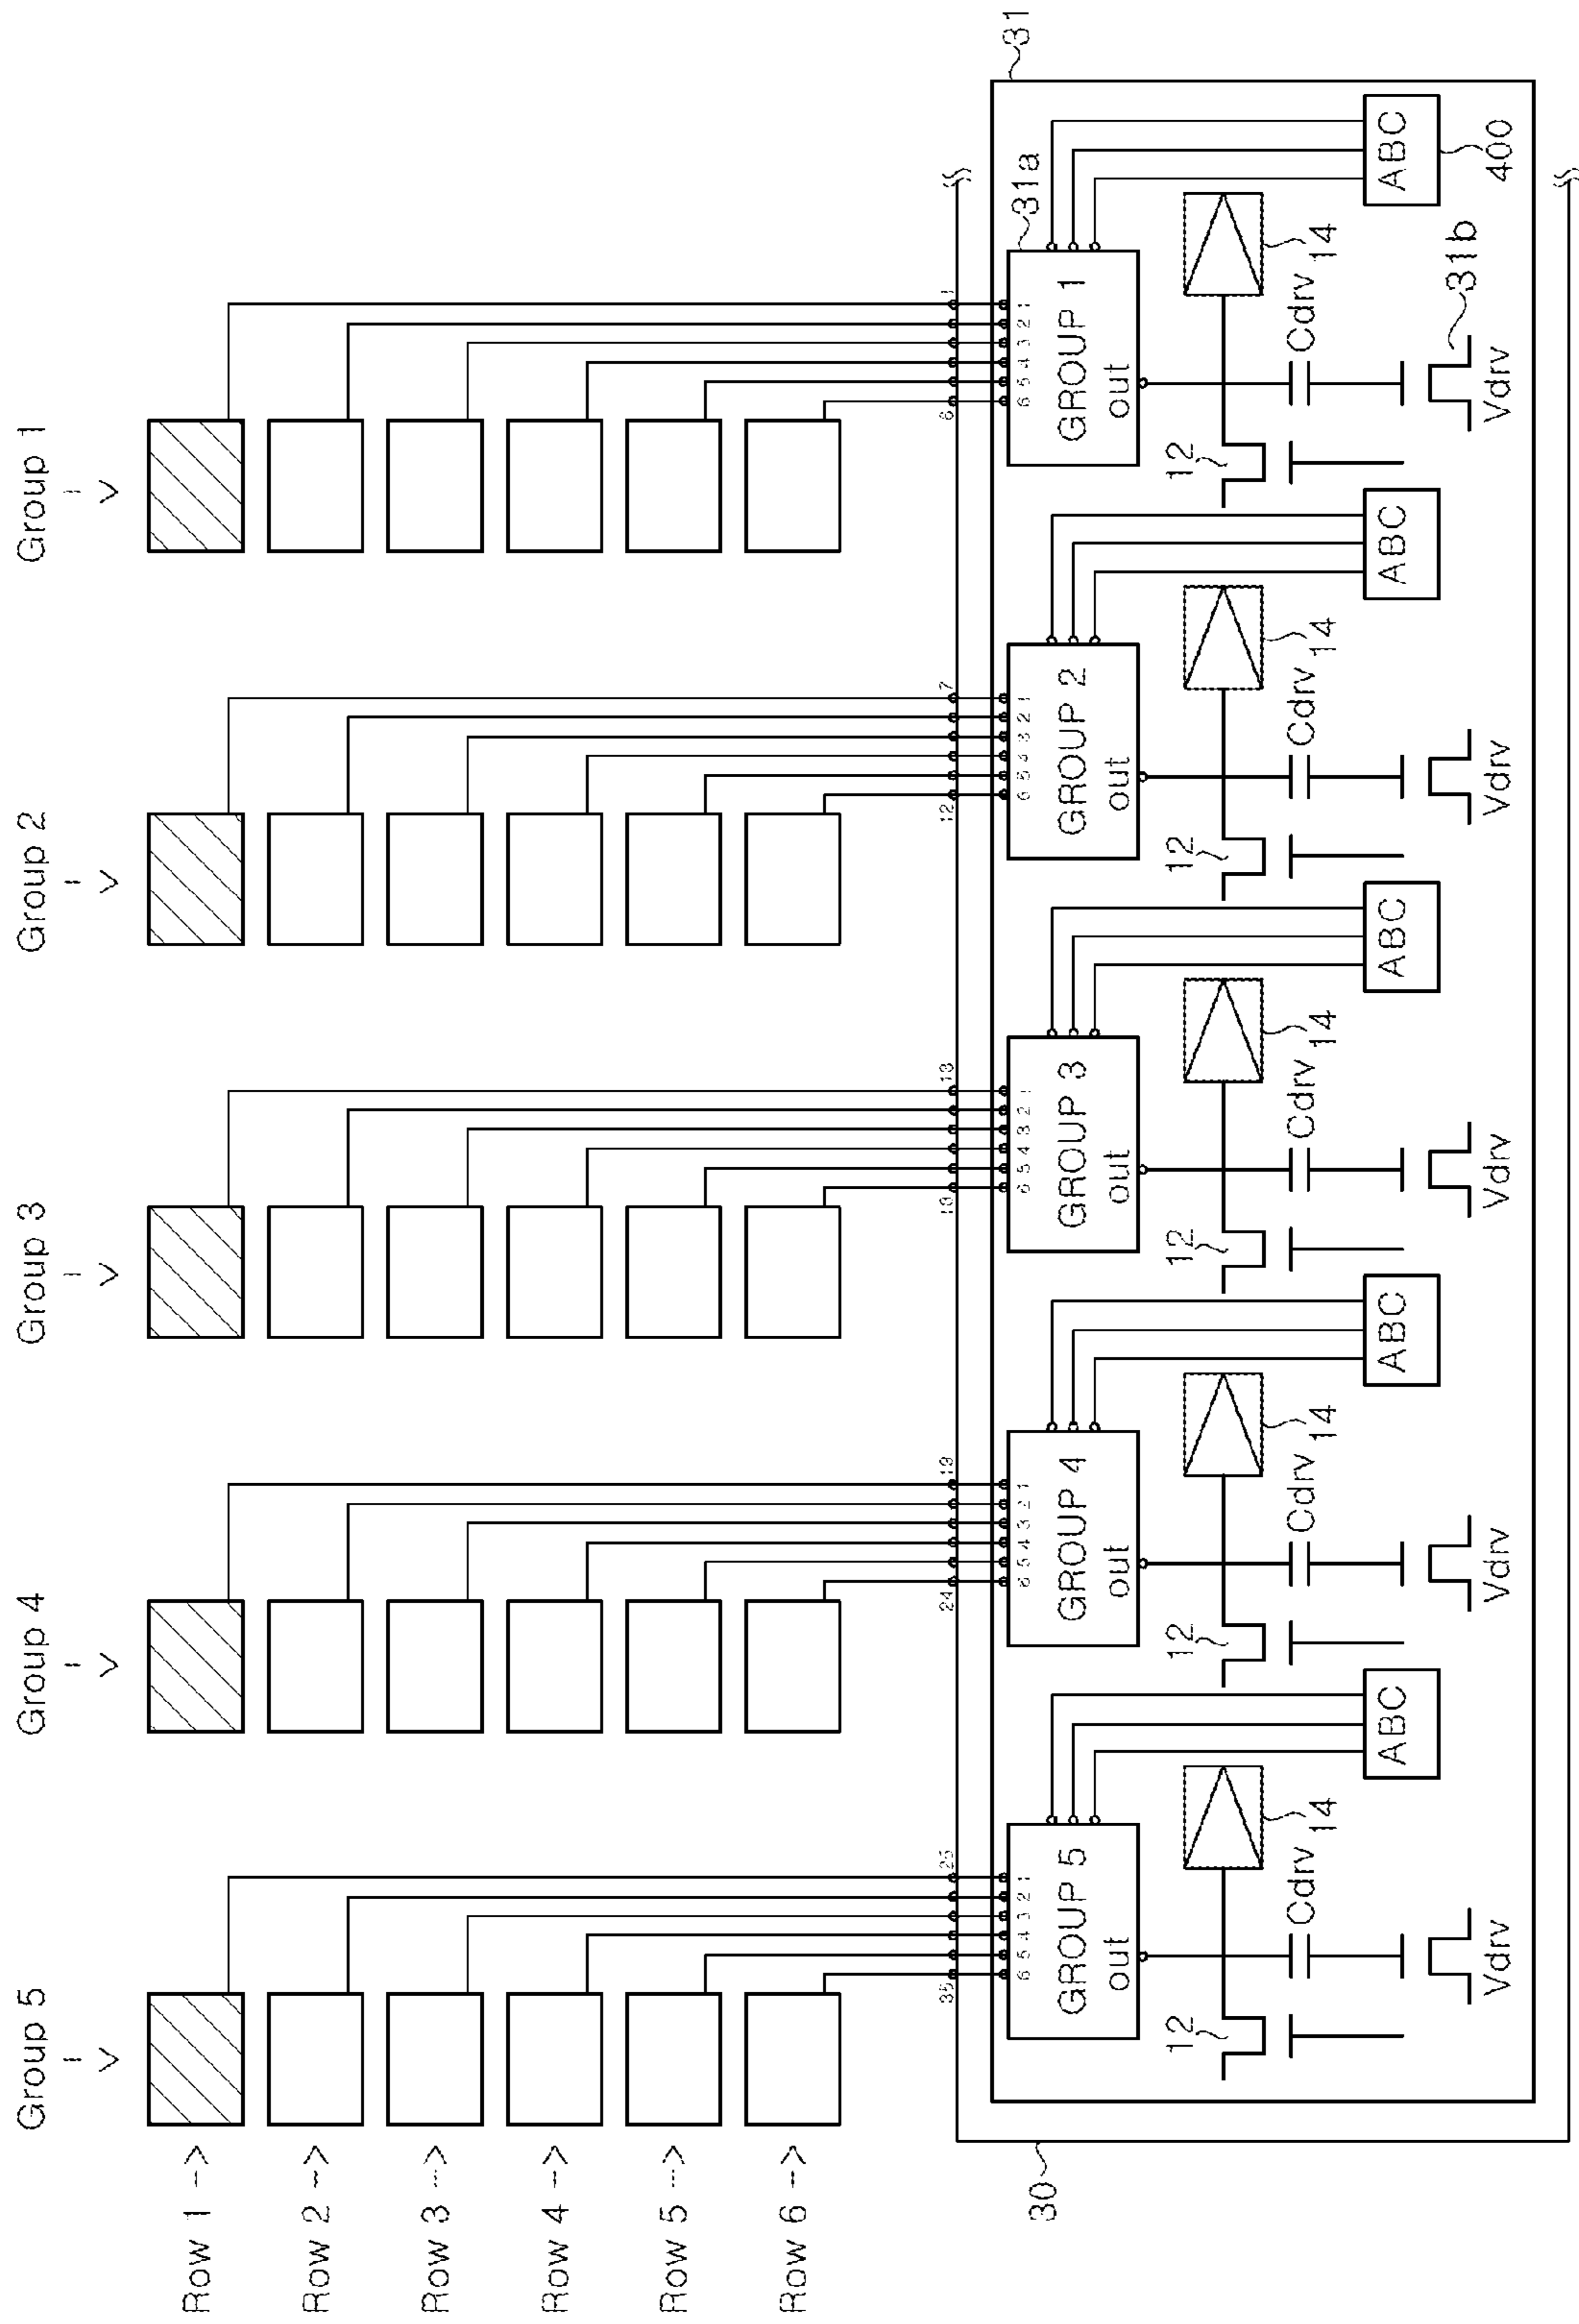 Group 5
Group 4
Group 3
Group 2
Group 1
Row 1 -->
Row 2 -->
Row 3 -->
Row 4 -->
Row 5 -->
Row 6 -->
24 19
12 7
6 1
30
31
31a
6 5 4 3 2 1
6 5 4 3 2 1
6 5 4 3 2 1
6 5 4 3 2 1
6 5 4 3 2 1
GROUP 5
out
GROUP 4
out
GROUP 3
out
GROUP 2
out
GROUP 1
out
12
12
12
12
12
14
14
14
14
14
Cdrv
Cdrv
Cdrv
Cdrv
Cdrv
ABC
ABC
ABC
ABC
ABC
400
31b
Vdrv
Vdrv
Vdrv
Vdrv
Vdrv